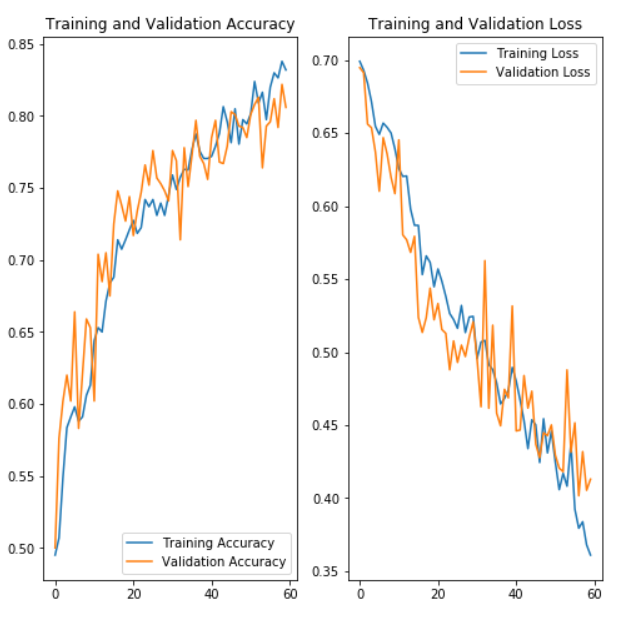 Training and Validation Accuracy
0.85
0.80
0.75
0.70
0.65
0.60
0.55
0.50
Training Accuracy
Validation Accuracy
0 20 40 60
Training and Validation Loss
0.70
0.65
0.60
0.55
0.50
0.45
0.40
0.35
Training Loss
Validation Loss
0 20 40 60